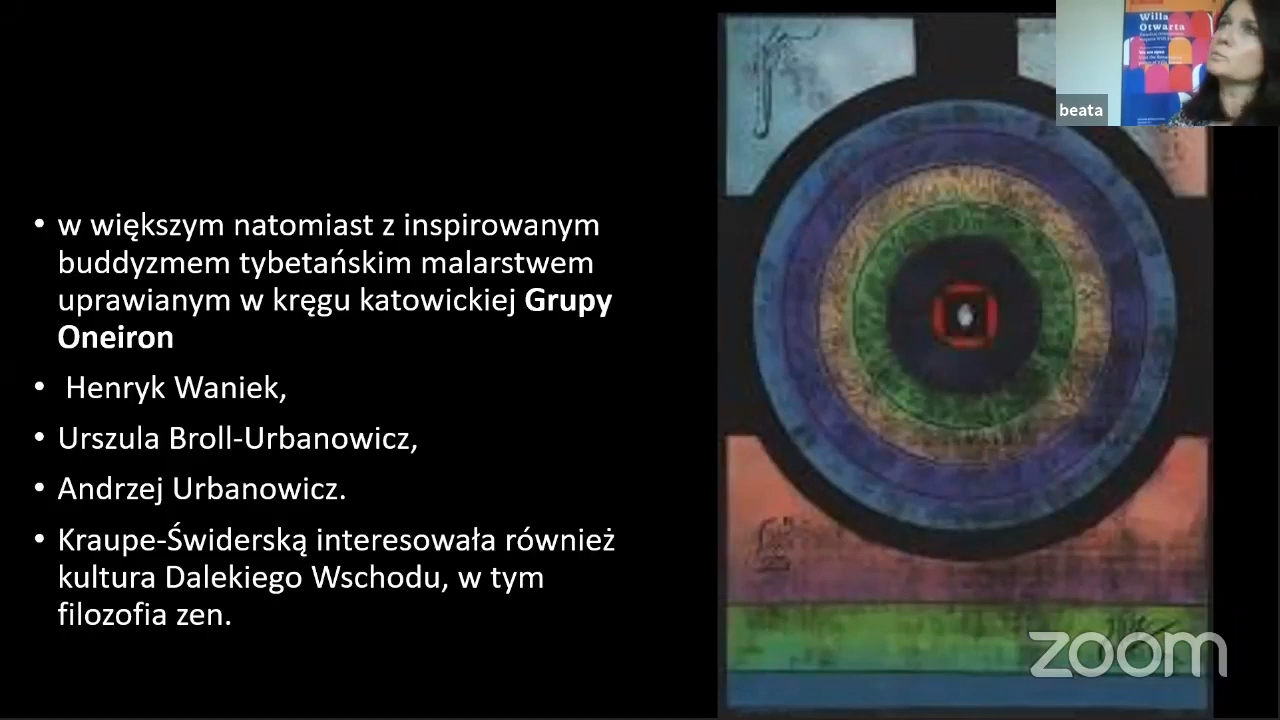 • w większym natomiast z inspirowanym
buddyzmem tybetańskim malarstwem
uprawianym w kręgu katowickiej Grupy
Oneiron
• Henryk Waniek,
• Urszula Broll-Urbanowicz,
• Andrzej Urbanowicz.
• Kraupe-Świderską interesowała również
kultura Dalekiego Wschodu, w tym
filozofia zen.
Willa
Otwarta
beata
zoom